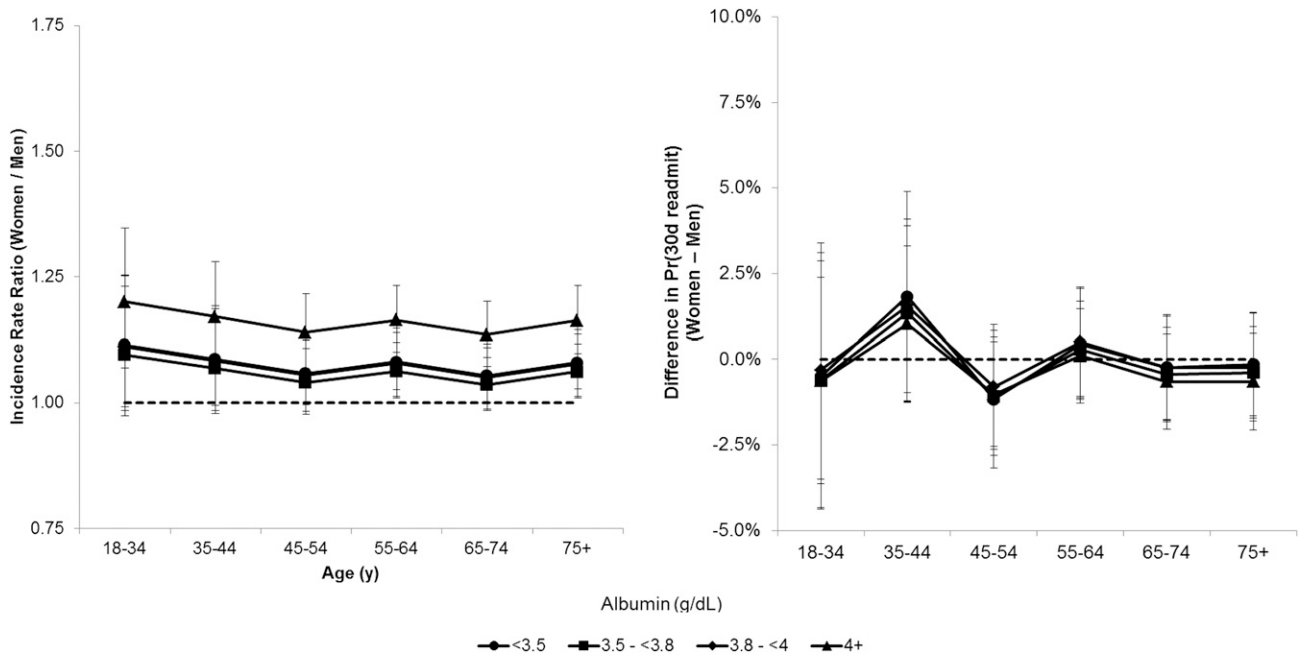 Incidence Rate Ratio (Women / Men)
1.75
1.50
1.25
1.00
0.75
18-34 35-44 45-54 55-64 65-74 75+
Age (y)
Difference in Pr(30d readmit)
(Women – Men)
10.0%
7.5%
5.0%
2.5%
0.0%
-2.5%
-5.0%
18-34 35-44 45-54 55-64 65-74 75+
Albumin (g/dL)
<3.5 3.5 - <3.8 3.8 - <4 4+